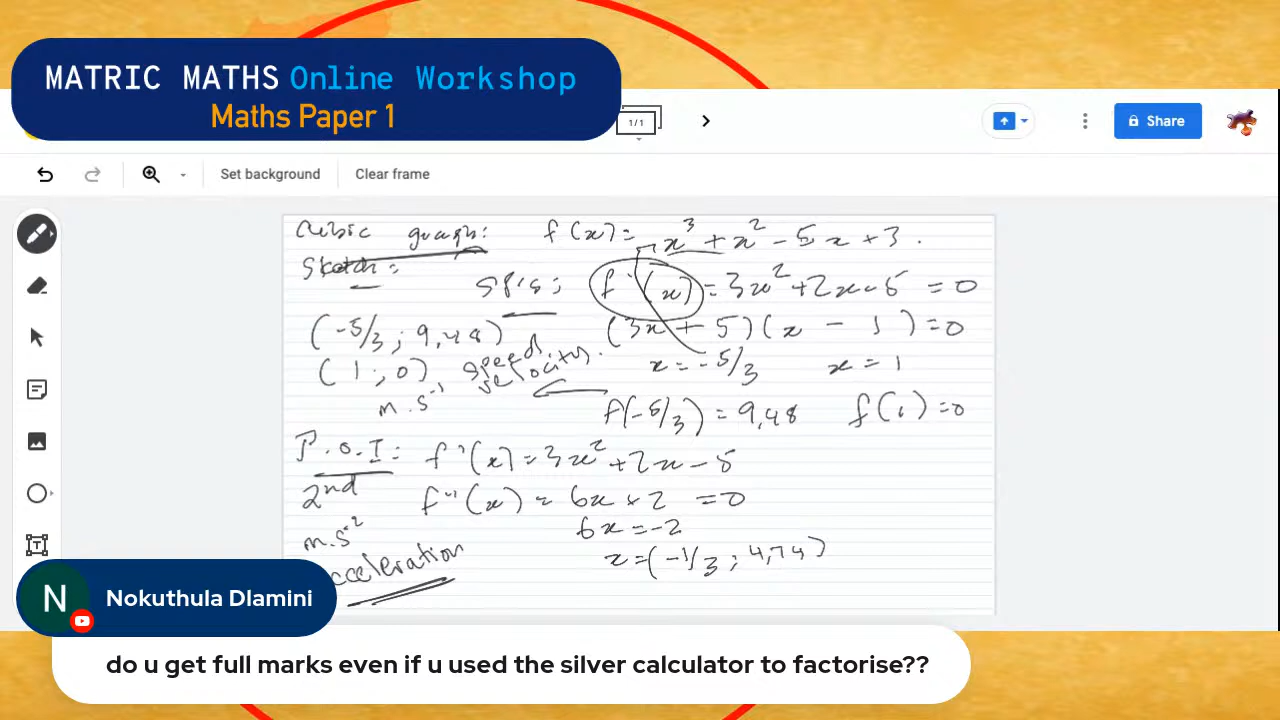 MATRIC MATHS Online Workshop
Maths Paper 1
1/1
Share
Set background
Clear frame
Cubic graph: f(x) = x³ + x² - 5x + 3.
Sketch:
f'(x) = 3x² + 2x - 5 = 0
(-5/3 ; 9,48)
(3x + 5)(x - 1) = 0
(1 ; 0)
speed
velocity.
x = -5/3 x = 1
m.s⁻¹
f(-5/3) = 9,48 f(1) = 0
P.O.I: f'(x) = 3x² + 2x - 5
2nd
f''(x) = 6x + 2 = 0
6x = -2
m.s⁻²
x = (-1/3 ; 4,74)
cceleration
N
Nokuthula Dlamini
do u get full marks even if u used the silver calculator to factorise??